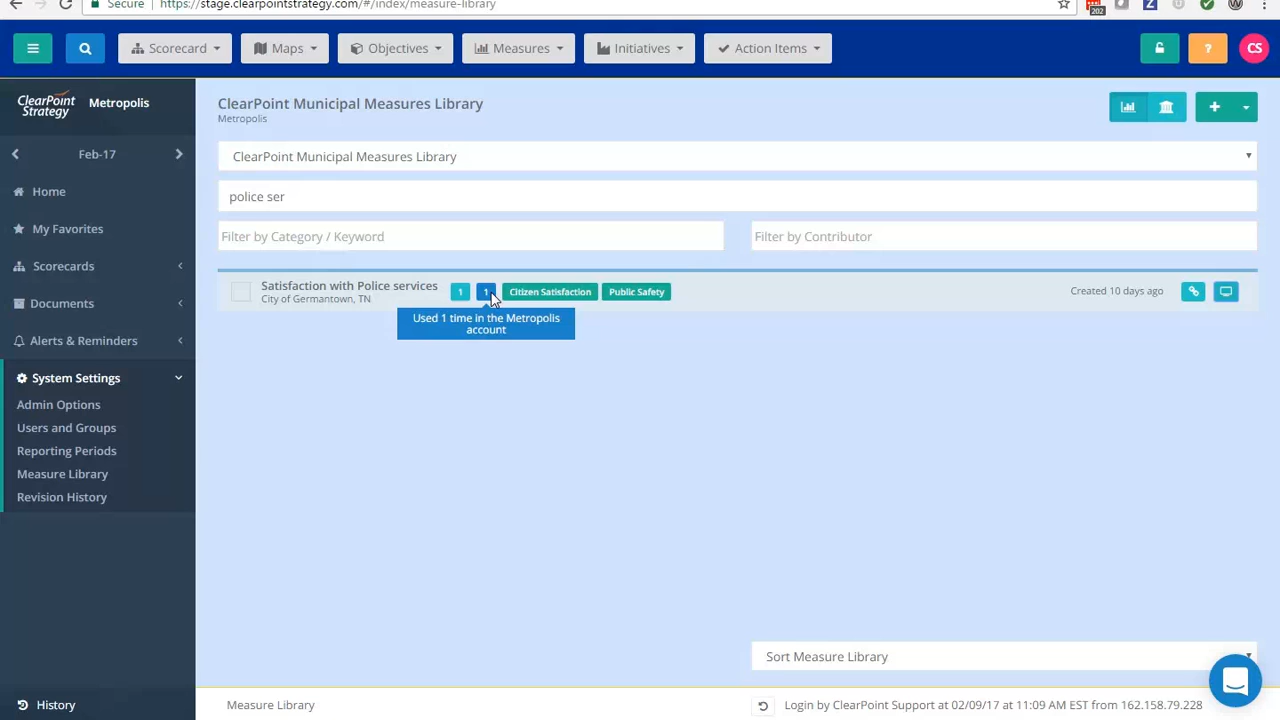 Secure
https://stage.clearpointstrategy.com/#/index/measure-library
202
Scorecard
Maps
Objectives
Measures
Initiatives
Action Items
?
CS
ClearPoint
Strategy
Metropolis
Feb-17
Home
My Favorites
Scorecards
Documents
Alerts & Reminders
System Settings
Admin Options
Users and Groups
Reporting Periods
Measure Library
Revision History
History
ClearPoint Municipal Measures Library
Metropolis
ClearPoint Municipal Measures Library
police ser
Filter by Category / Keyword
Filter by Contributor
Satisfaction with Police services
City of Germantown, TN
1
1
Citizen Satisfaction
Public Safety
Created 10 days ago
Used 1 time in the Metropolis
account
Sort Measure Library
Measure Library
Login by ClearPoint Support at 02/09/17 at 11:09 AM EST from 162.158.79.228